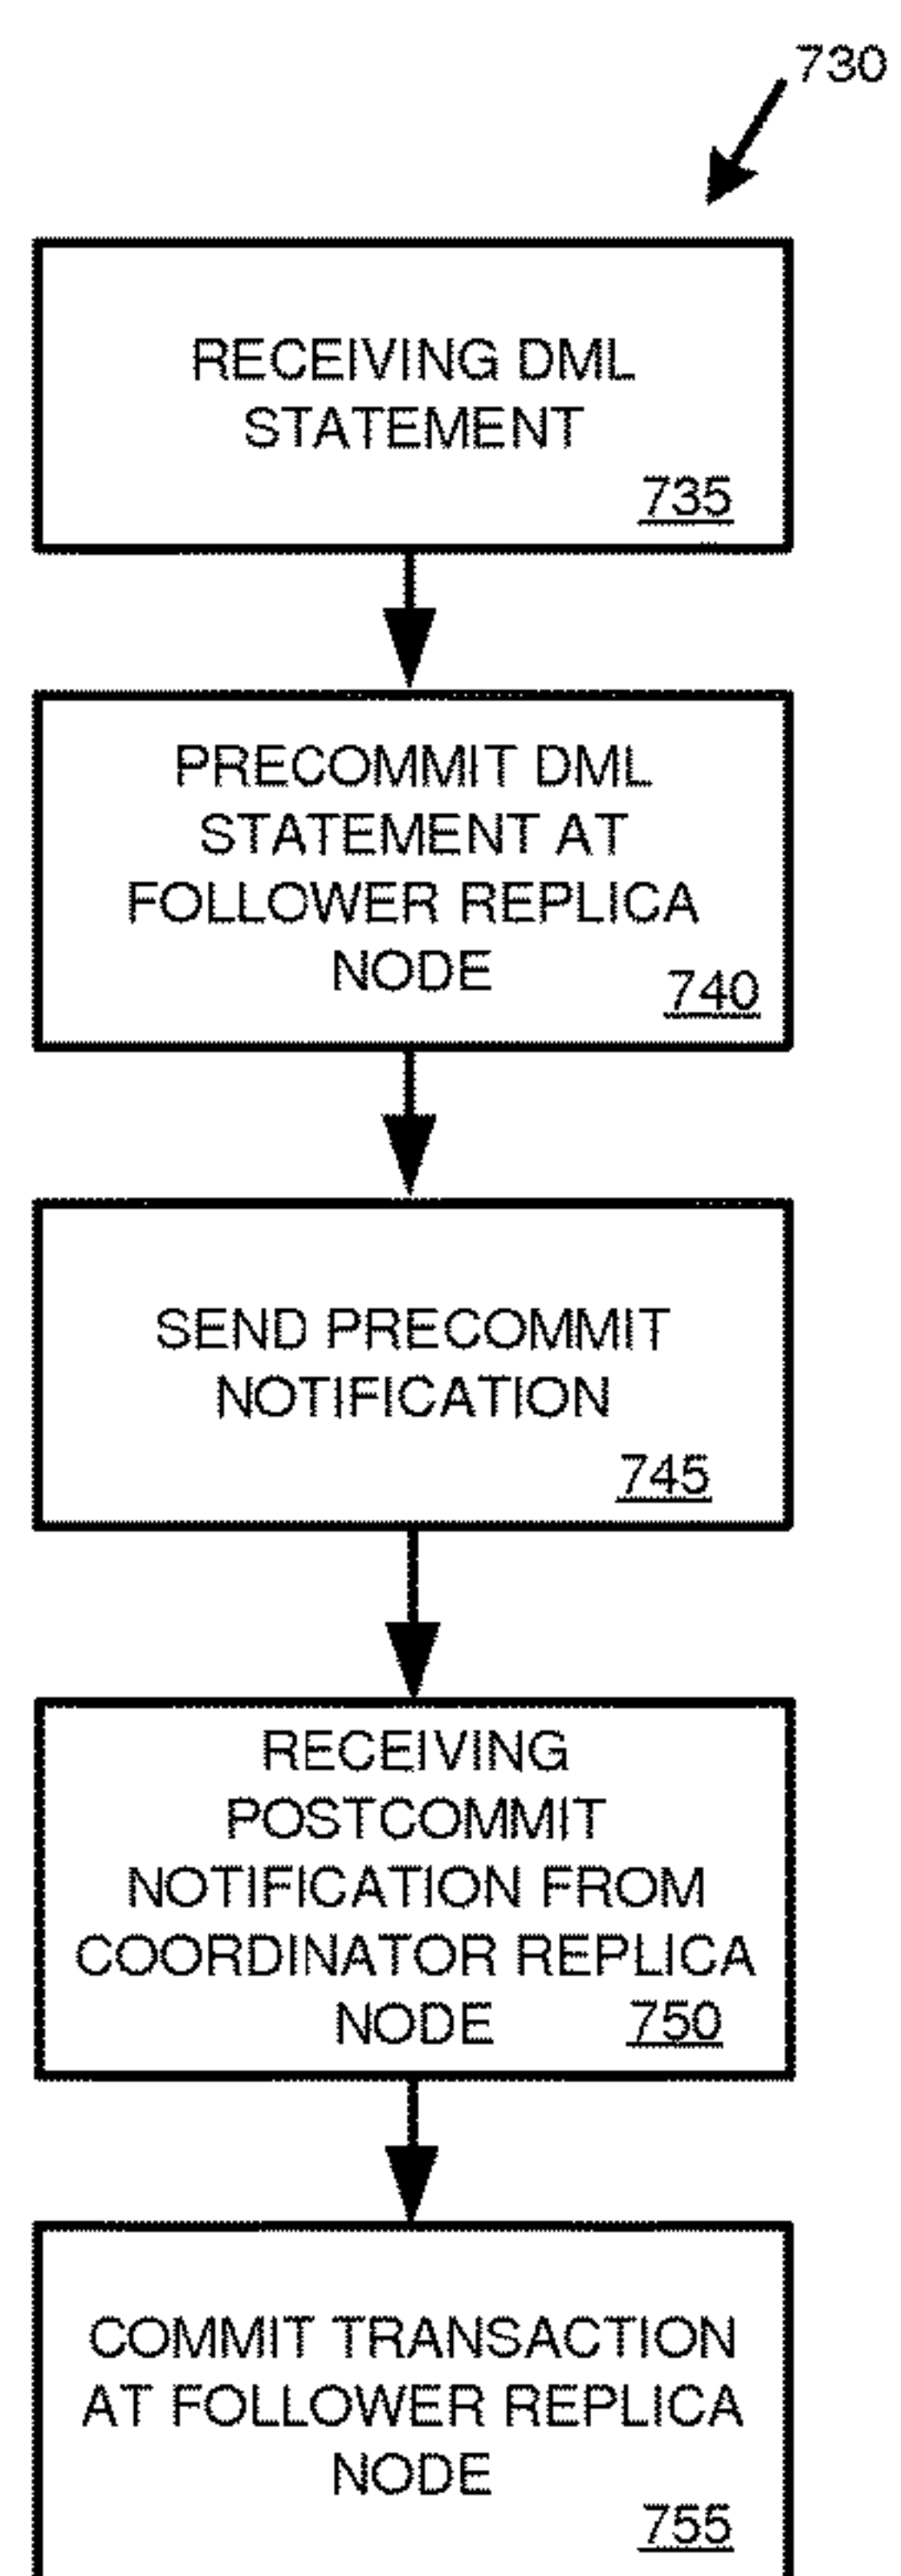 730
RECEIVING DML
STATEMENT
735
PRECOMMIT DML
STATEMENT AT
FOLLOWER REPLICA
NODE
740
SEND PRECOMMIT
NOTIFICATION
745
RECEIVING
POSTCOMMIT
NOTIFICATION FROM
COORDINATOR REPLICA
NODE 750
COMMIT TRANSACTION
AT FOLLOWER REPLICA
NODE
755